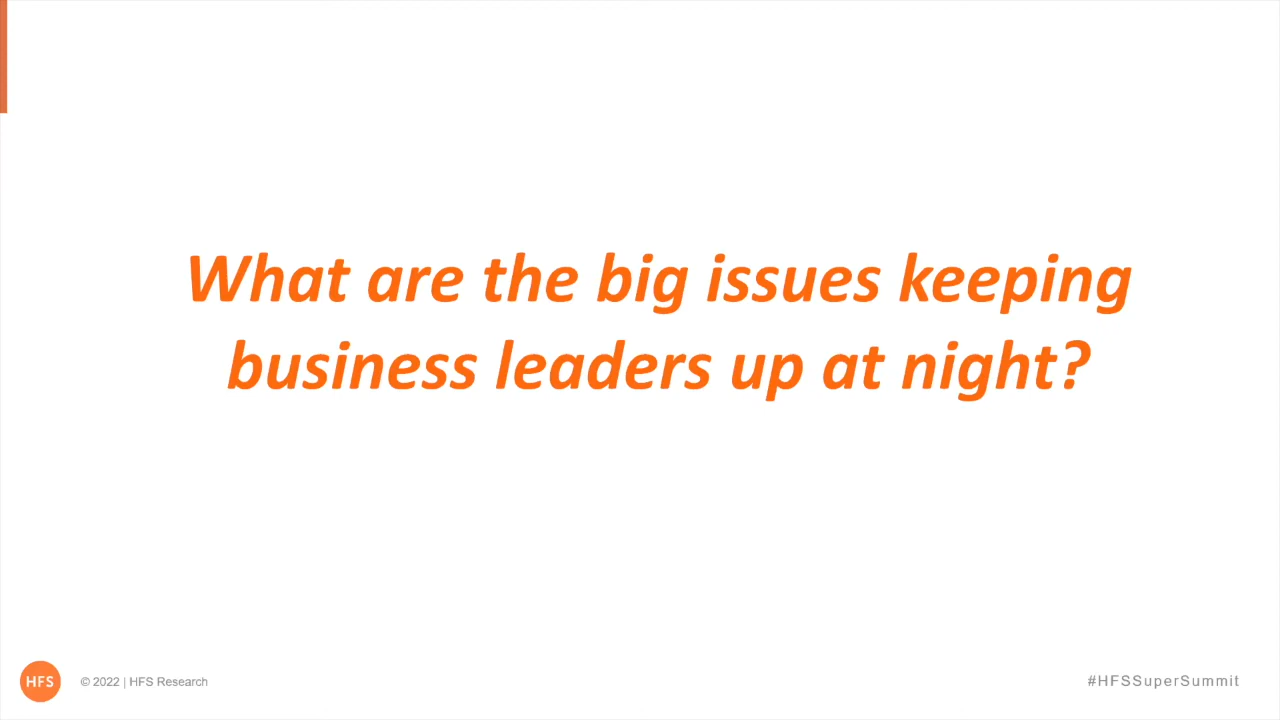 What are the big issues keeping
business leaders up at night?
HFS
© 2022 | HFS Research
#HFSSuperSummit